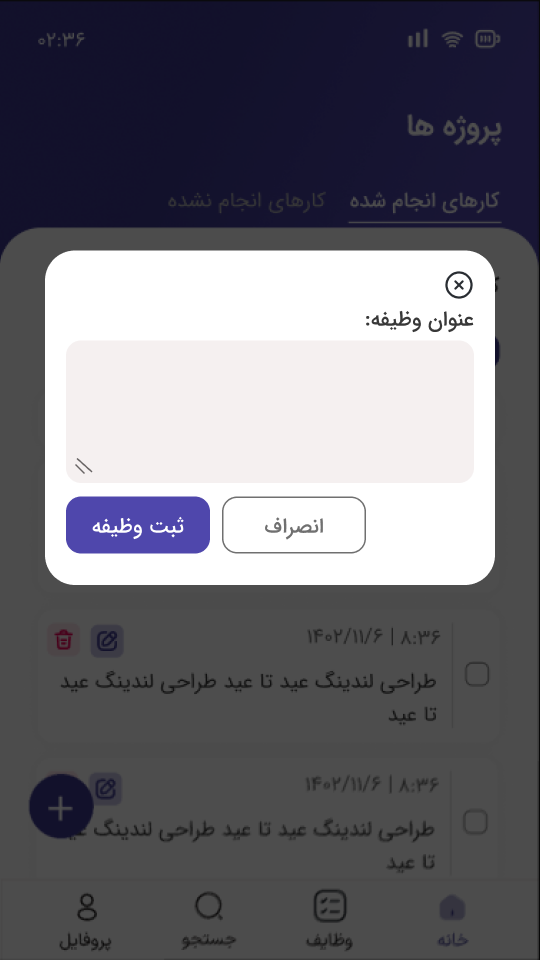 ۰۲:۳۶
پروژه ها
کارهای انجام شده
کارهای انجام نشده
عنوان وظیفه:
انصراف
ثبت وظیفه
۸:۳۶ | ۱۴۰۲/۱۱/۶
طراحی لندینگ عید تا عید طراحی لندینگ عید
تا عید
۸:۳۶ | ۱۴۰۲/۱۱/۶
طراحی لندینگ عید تا عید طراحی لندینگ
تا عید
خانه
وظایف
جستجو
پروفایل